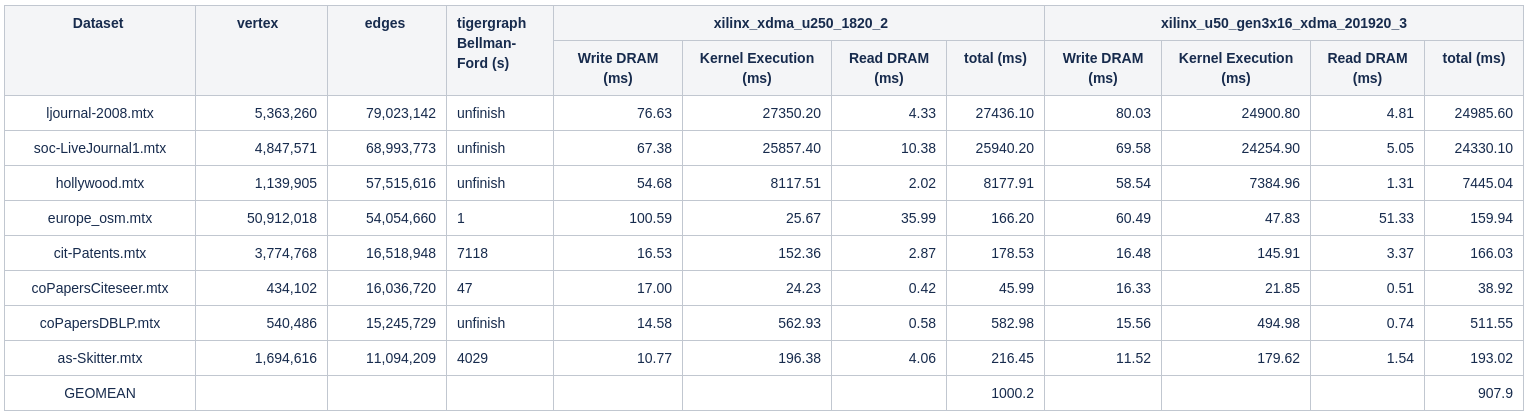 Dataset vertex edges tigergraph Bellman-Ford (s) xilinx_xdma_u250_1820_2 xilinx_u50_gen3x16_xdma_201920_3
Write DRAM (ms) Kernel Execution (ms) Read DRAM (ms) total (ms) Write DRAM (ms) Kernel Execution (ms) Read DRAM (ms) total (ms)
ljournal-2008.mtx 5,363,260 79,023,142 unfinish 76.63 27350.20 4.33 27436.10 80.03 24900.80 4.81 24985.60
soc-LiveJournal1.mtx 4,847,571 68,993,773 unfinish 67.38 25857.40 10.38 25940.20 69.58 24254.90 5.05 24330.10
hollywood.mtx 1,139,905 57,515,616 unfinish 54.68 8117.51 2.02 8177.91 58.54 7384.96 1.31 7445.04
europe_osm.mtx 50,912,018 54,054,660 1 100.59 25.67 35.99 166.20 60.49 47.83 51.33 159.94
cit-Patents.mtx 3,774,768 16,518,948 7118 16.53 152.36 2.87 178.53 16.48 145.91 3.37 166.03
coPapersCiteseer.mtx 434,102 16,036,720 47 17.00 24.23 0.42 45.99 16.33 21.85 0.51 38.92
coPapersDBLP.mtx 540,486 15,245,729 unfinish 14.58 562.93 0.58 582.98 15.56 494.98 0.74 511.55
as-Skitter.mtx 1,694,616 11,094,209 4029 10.77 196.38 4.06 216.45 11.52 179.62 1.54 193.02
GEOMEAN 1000.2 907.9